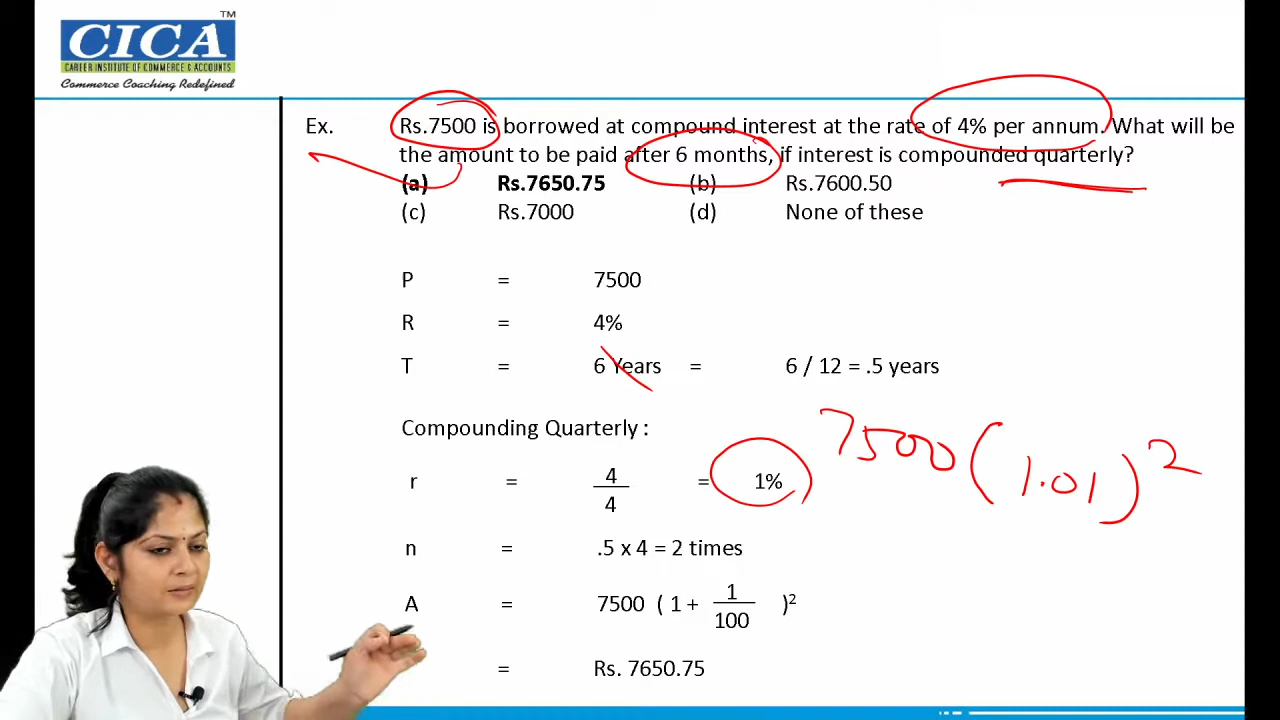 TM
CICA
CAREER INSTITUTE OF COMMERCE & ACCOUNTS
Commerce Coaching Redefined
Ex. Rs.7500 is borrowed at compound interest at the rate of 4% per annum. What will be
the amount to be paid after 6 months, if interest is compounded quarterly?
(a) Rs.7650.75 (b) Rs.7600.50
(c) Rs.7000 (d) None of these
P = 7500
R = 4%
T = 6 Years = 6 / 12 = .5 years
Compounding Quarterly :
7500 (1.01)²
r = 4/4 = 1%
n = .5 x 4 = 2 times
A = 7500 ( 1 + 1/100 )²
= Rs. 7650.75